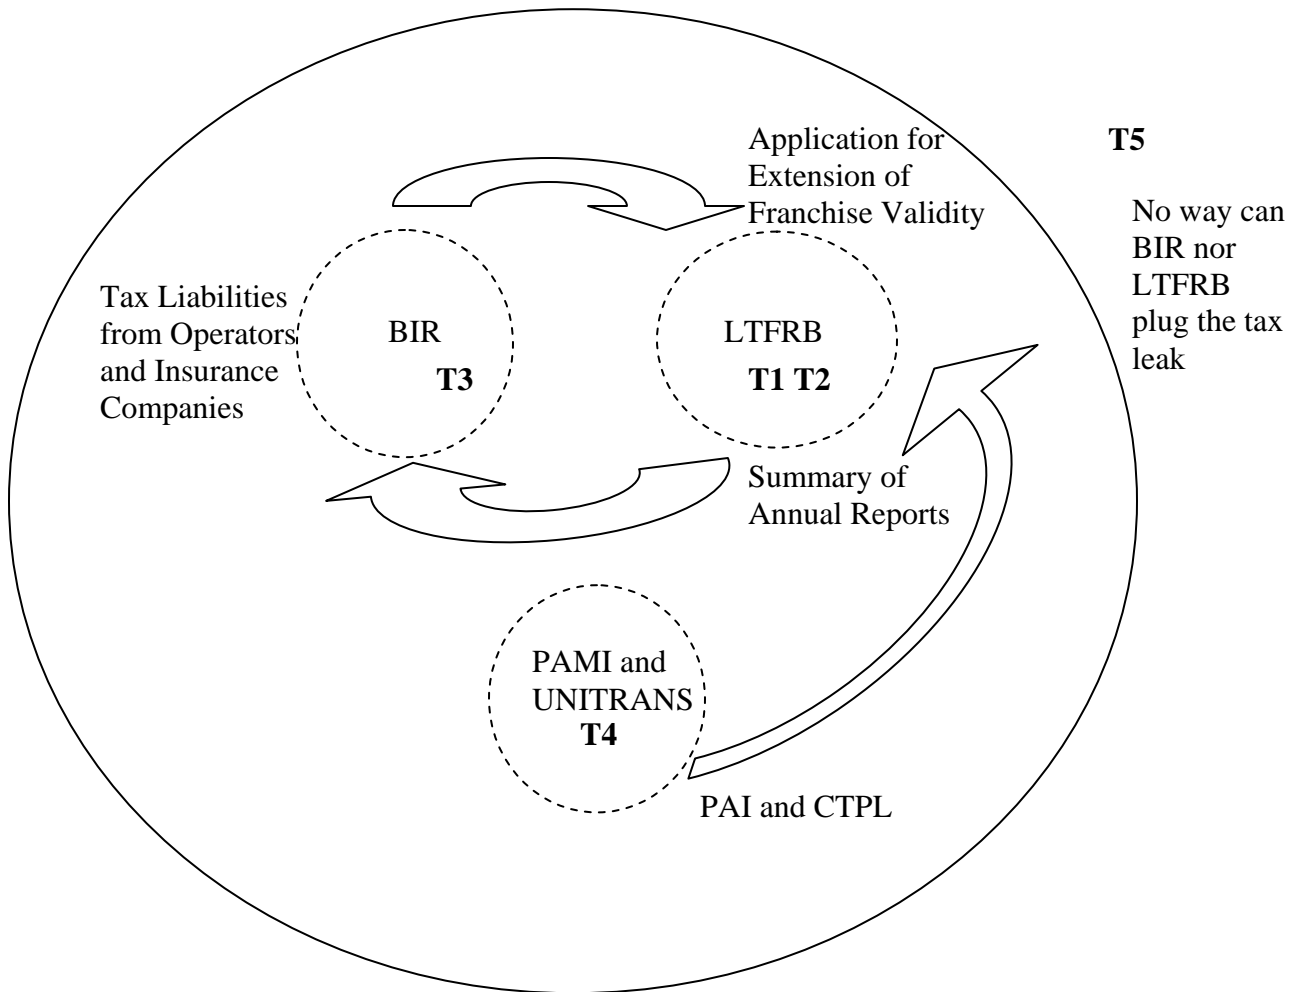 Application for
Extension of
Franchise Validity
T5
No way can
BIR nor
LTFRB
plug the tax
leak
Tax Liabilities
from Operators
and Insurance
Companies
BIR
T3
LTFRB
T1 T2
Summary of
Annual Reports
PAMI and
UNITRANS
T4
PAI and CTPL